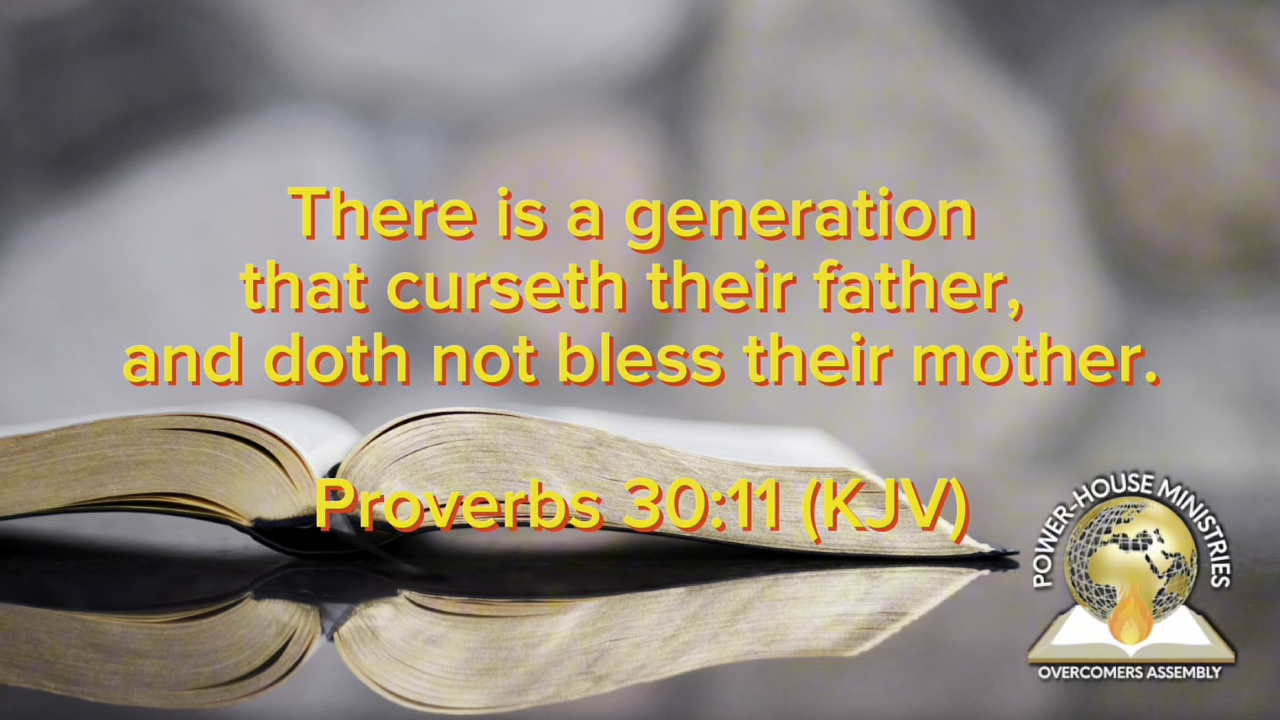 There is a generation
that curseth their father,
and doth not bless their mother.
Proverbs 30:11 (KJV)
POWER-HOUSE MINISTRIES
OVERCOMERS ASSEMBLY